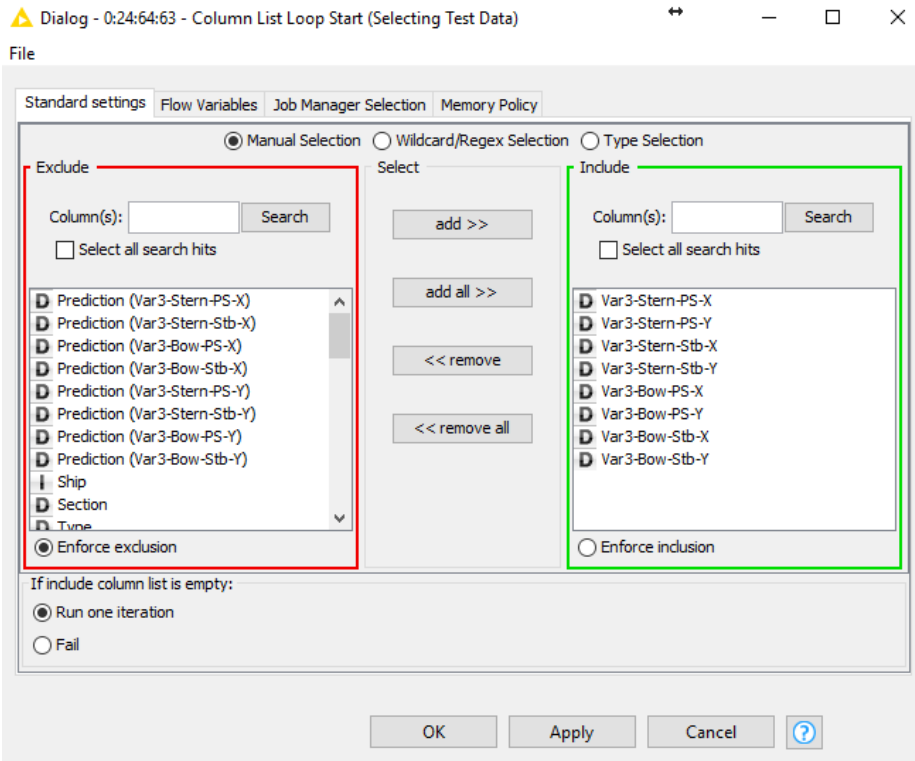 Dialog - 0:24:64:63 - Column List Loop Start (Selecting Test Data)
File
Standard settings Flow Variables Job Manager Selection Memory Policy
Manual Selection Wildcard/Regex Selection Type Selection
Exclude
Column(s): Search
Select all search hits
D Prediction (Var3-Stern-PS-X)
D Prediction (Var3-Stern-Stb-X)
D Prediction (Var3-Bow-PS-X)
D Prediction (Var3-Bow-Stb-X)
D Prediction (Var3-Stern-PS-Y)
D Prediction (Var3-Stern-Stb-Y)
D Prediction (Var3-Bow-PS-Y)
D Prediction (Var3-Bow-Stb-Y)
I Ship
D Section
D Type
Enforce exclusion
Select
add >>
add all >>
<< remove
<< remove all
Include
Column(s): Search
Select all search hits
D Var3-Stern-PS-X
D Var3-Stern-PS-Y
D Var3-Stern-Stb-X
D Var3-Stern-Stb-Y
D Var3-Bow-PS-X
D Var3-Bow-PS-Y
D Var3-Bow-Stb-X
D Var3-Bow-Stb-Y
Enforce inclusion
If include column list is empty:
Run one iteration
Fail
OK Apply Cancel ?